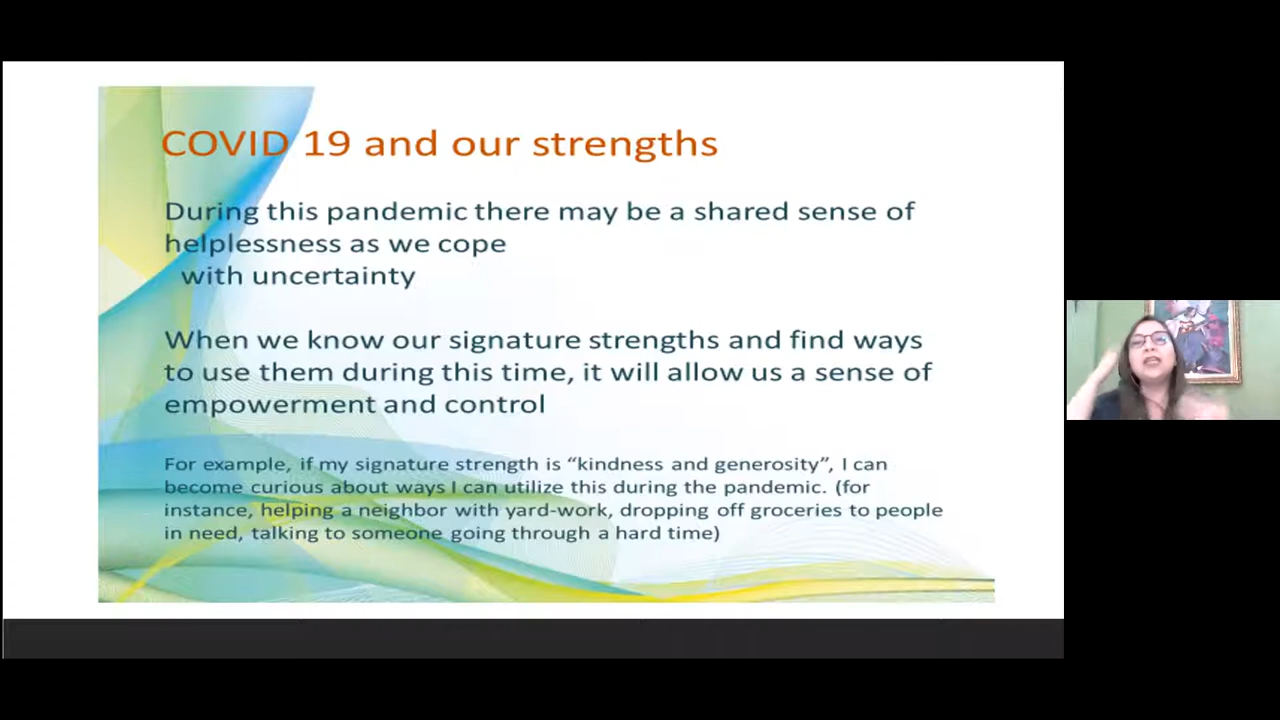 COVID 19 and our strengths
During this pandemic there may be a shared sense of
helplessness as we cope
with uncertainty
When we know our signature strengths and find ways
to use them during this time, it will allow us a sense of
empowerment and control
For example, if my signature strength is “kindness and generosity”, I can
become curious about ways I can utilize this during the pandemic. (for
instance, helping a neighbor with yard-work, dropping off groceries to people
in need, talking to someone going through a hard time)